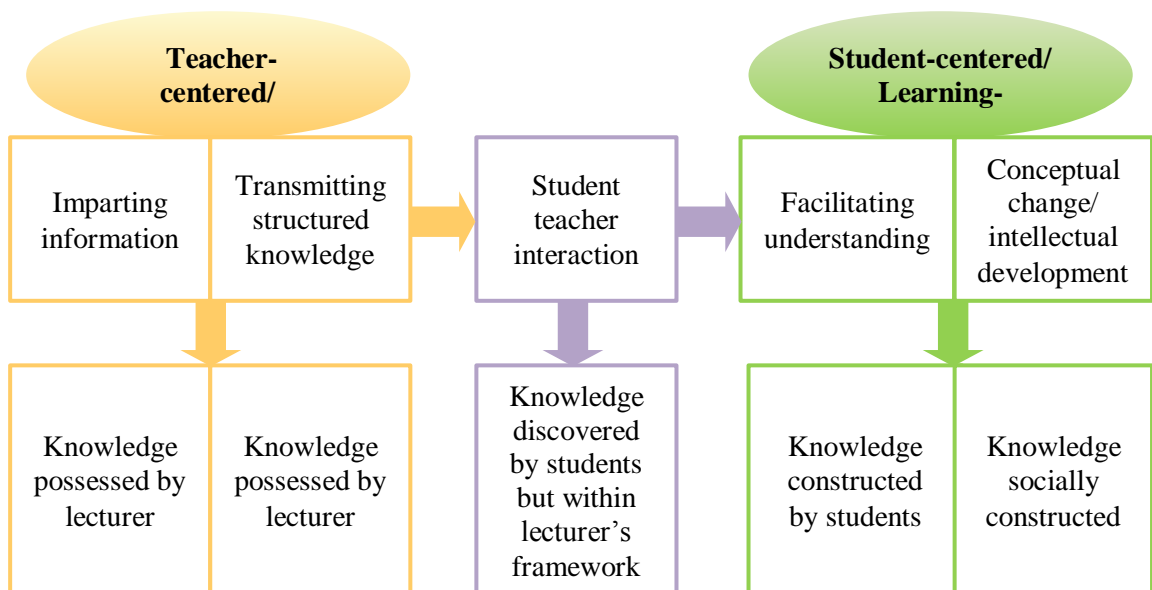 Teacher-
centered/
Student-centered/
Learning-
Imparting
information
Transmitting
structured
knowledge
Student
teacher
interaction
Facilitating
understanding
Conceptual
change/
intellectual
development
Knowledge
possessed by
lecturer
Knowledge
possessed by
lecturer
Knowledge
discovered
by students
but within
lecturer’s
framework
Knowledge
constructed
by students
Knowledge
socially
constructed